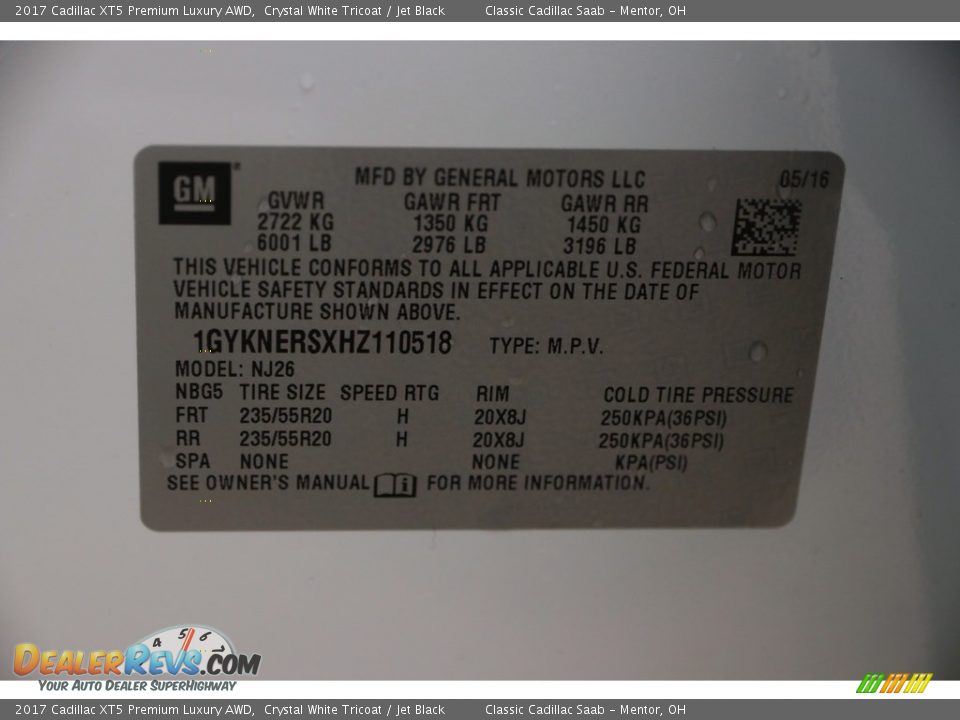 2017 Cadillac XT5 Premium Luxury AWD, Crystal White Tricoat / Jet Black Classic Cadillac Saab – Mentor, OH
GM MFD BY GENERAL MOTORS LLC 05/16
GVWR GAWR FRT GAWR RR
2722 KG 1350 KG 1450 KG
6001 LB 2976 LB 3196 LB
THIS VEHICLE CONFORMS TO ALL APPLICABLE U.S. FEDERAL MOTOR
VEHICLE SAFETY STANDARDS IN EFFECT ON THE DATE OF
MANUFACTURE SHOWN ABOVE.
1GYKNERSXHZ110518 TYPE: M.P.V.
MODEL: NJ26
NBG5 TIRE SIZE SPEED RTG RIM COLD TIRE PRESSURE
FRT 235/55R20 H 20X8J 250KPA(36PSI)
RR 235/55R20 H 20X8J 250KPA(36PSI)
SPA NONE NONE KPA(PSI)
SEE OWNER'S MANUAL i FOR MORE INFORMATION.
4 5 6 7
DealerRevs.com
Your Auto Dealer SuperHighway
2017 Cadillac XT5 Premium Luxury AWD, Crystal White Tricoat / Jet Black Classic Cadillac Saab – Mentor, OH